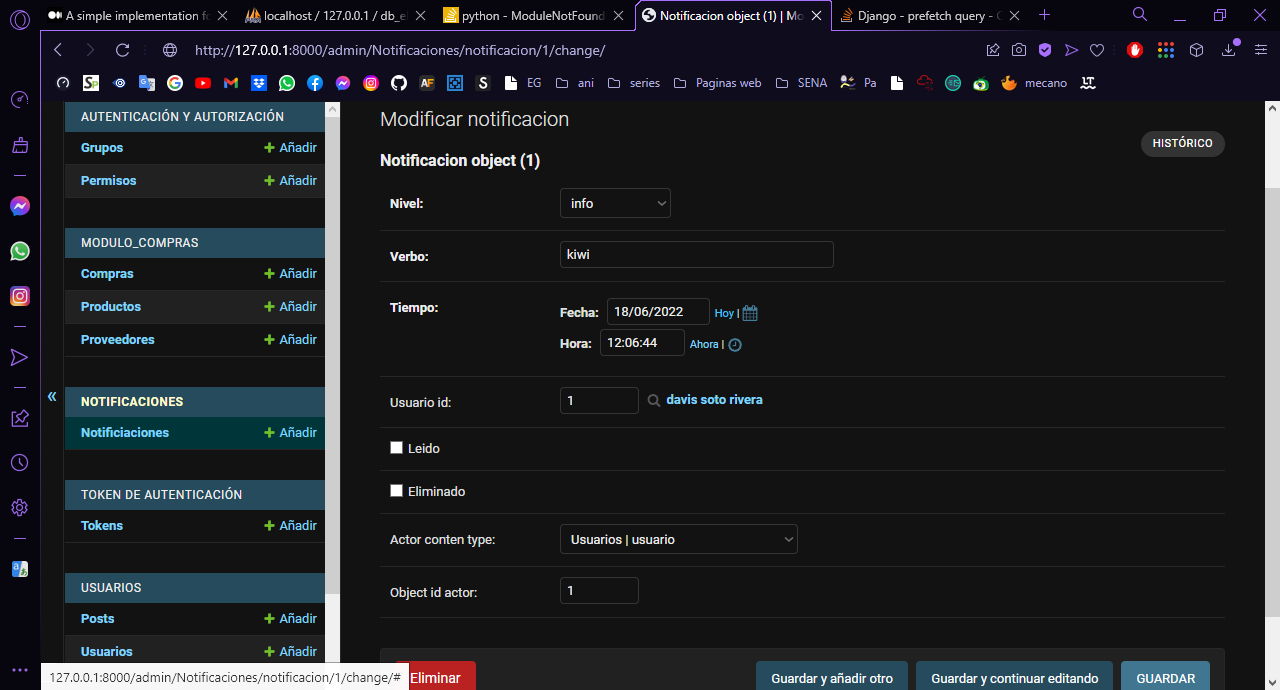 A simple implementation fo
localhost / 127.0.0.1 / db_el
python - ModuleNotFound
Notificacion object (1) | Mo
Django - prefetch query - 
http://127.0.0.1:8000/admin/Notificaciones/notificacion/1/change/
EG
ani
series
Paginas web
SENA
Pa
mecano
AUTENTICACIÓN Y AUTORIZACIÓN
Grupos Añadir
Permisos Añadir
MODULO_COMPRAS
Compras Añadir
Productos Añadir
Proveedores Añadir
«
NOTIFICACIONES
Notificiaciones Añadir
TOKEN DE AUTENTICACIÓN
Tokens Añadir
USUARIOS
Posts Añadir
Usuarios Añadir
Modificar notificacion
HISTÓRICO
Notificacion object (1)
Nivel: info
Verbo: kiwi
Tiempo: Fecha: 18/06/2022 Hoy |
Hora: 12:06:44 Ahora |
Usuario id: 1 davis soto rivera
Leido
Eliminado
Actor conten type: Usuarios | usuario
Object id actor: 1
Eliminar Guardar y añadir otro Guardar y continuar editando GUARDAR
127.0.0.1:8000/admin/Notificaciones/notificacion/1/change/#